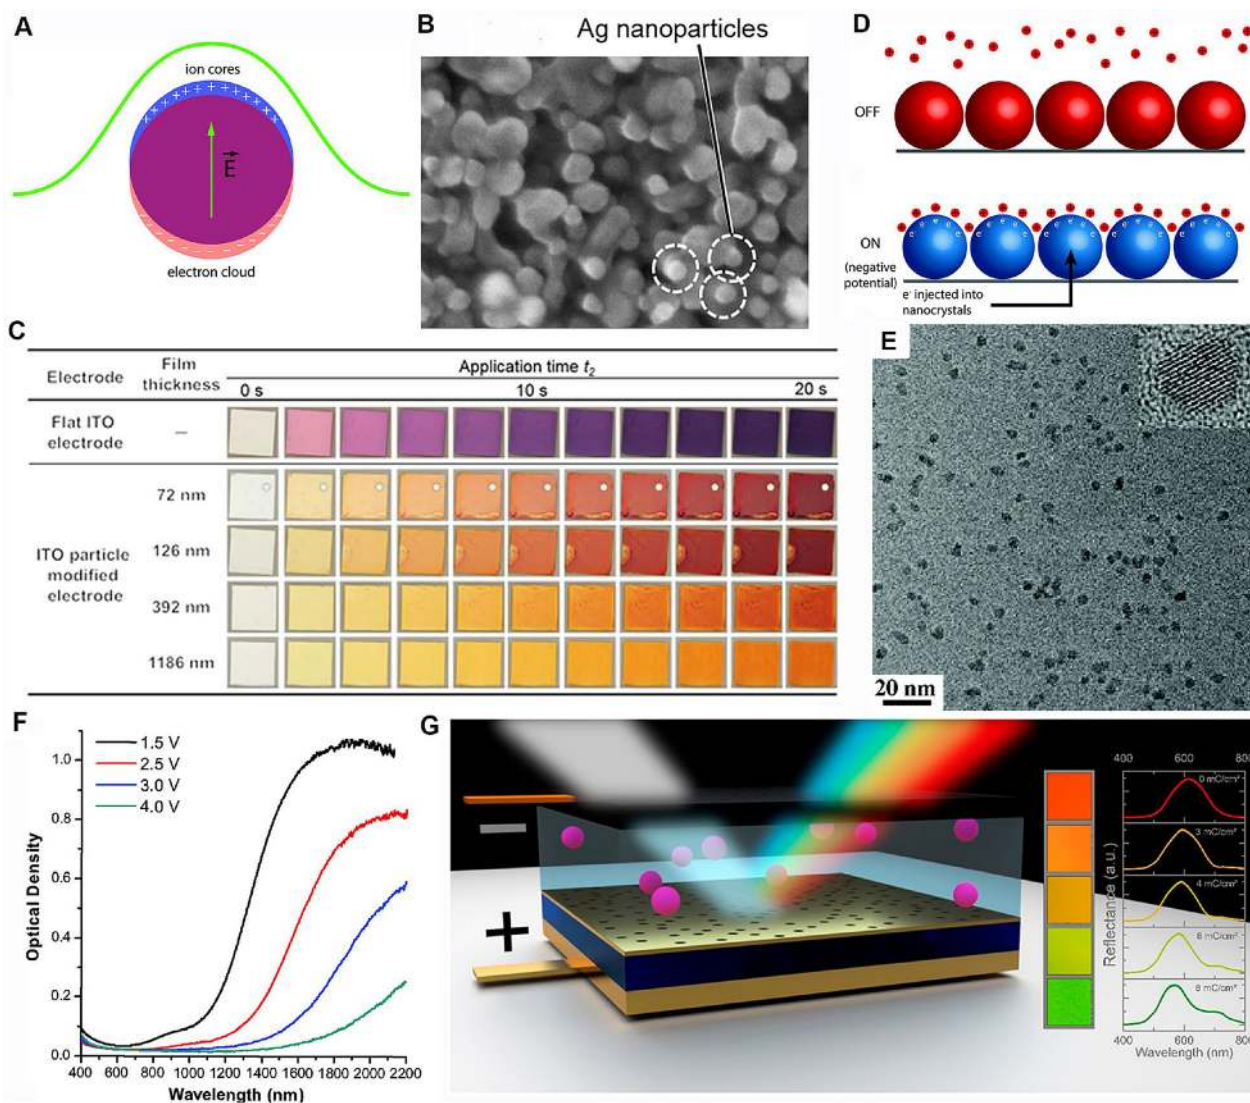 A
ion cores
E
electron cloud
B
Ag nanoparticles
D
OFF
ON
(negative
potential)
e⁻ injected into
nanocrystals
e e e e e
C
Electrode
Film
thickness
Application time t₂
0 s 10 s 20 s
Flat ITO
electrode
—
ITO particle
modified
electrode
72 nm
126 nm
392 nm
1186 nm
E
20 nm
F
1.5 V
2.5 V
3.0 V
4.0 V
Optical Density
1.0
0.8
0.6
0.4
0.2
0.0
400 600 800 1000 1200 1400 1600 1800 2000 2200
Wavelength (nm)
G
−
+
400 600 800
0 mC/cm²
3 mC/cm²
4 mC/cm²
6 mC/cm²
8 mC/cm²
Reflectance (a.u.)
400 600 800
Wavelength (nm)